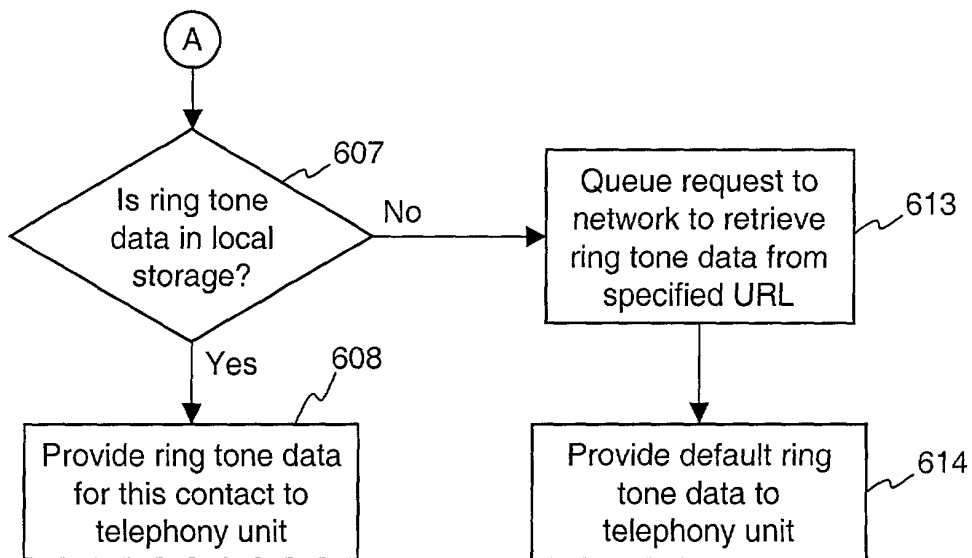 A
607
Is ring tone
data in local
storage?
No
Queue request to
network to retrieve
ring tone data from
specified URL
613
Yes
608
Provide ring tone data
for this contact to
telephony unit
Provide default ring
tone data to
telephony unit
614